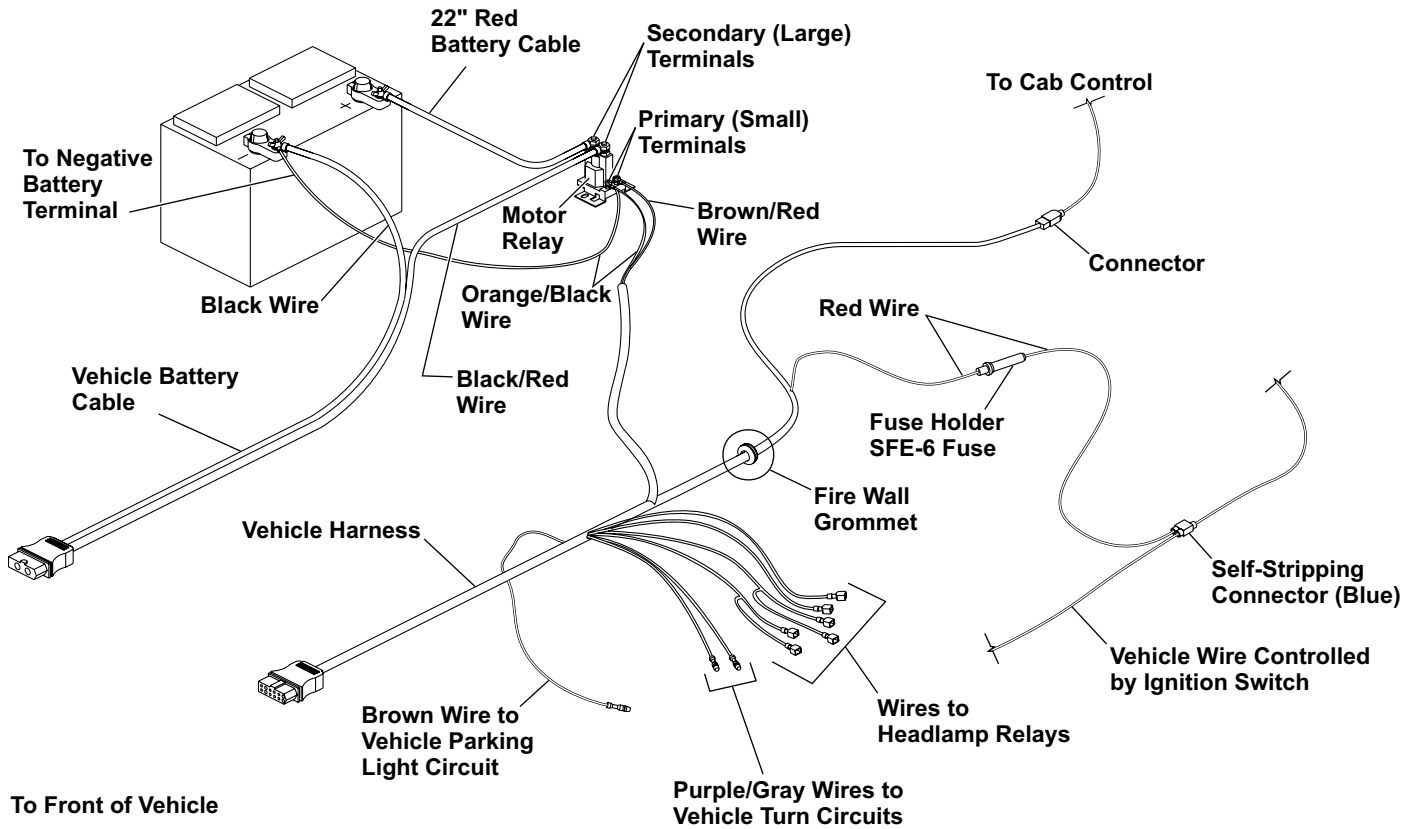 22" Red
Battery Cable
Secondary (Large)
Terminals
To Cab Control
Primary (Small)
Terminals
To Negative
Battery
Terminal
+
-
Motor
Relay
Brown/Red
Wire
Connector
Black Wire
Orange/Black
Wire
Red Wire
Vehicle Battery
Cable
Black/Red
Wire
Fuse Holder
SFE-6 Fuse
Fire Wall
Grommet
Vehicle Harness
Self-Stripping
Connector (Blue)
Vehicle Wire Controlled
by Ignition Switch
Brown Wire to
Vehicle Parking
Light Circuit
Wires to
Headlamp Relays
Purple/Gray Wires to
Vehicle Turn Circuits
To Front of Vehicle